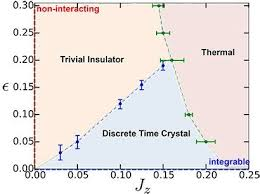 non-interacting
0.30
0.25
0.20
0.15
0.10
0.05
0.00
ϵ
Trivial Insulator
Thermal
Discrete Time Crystal
integrable
0.00 0.05 0.10 0.15 0.20 0.25
J_z